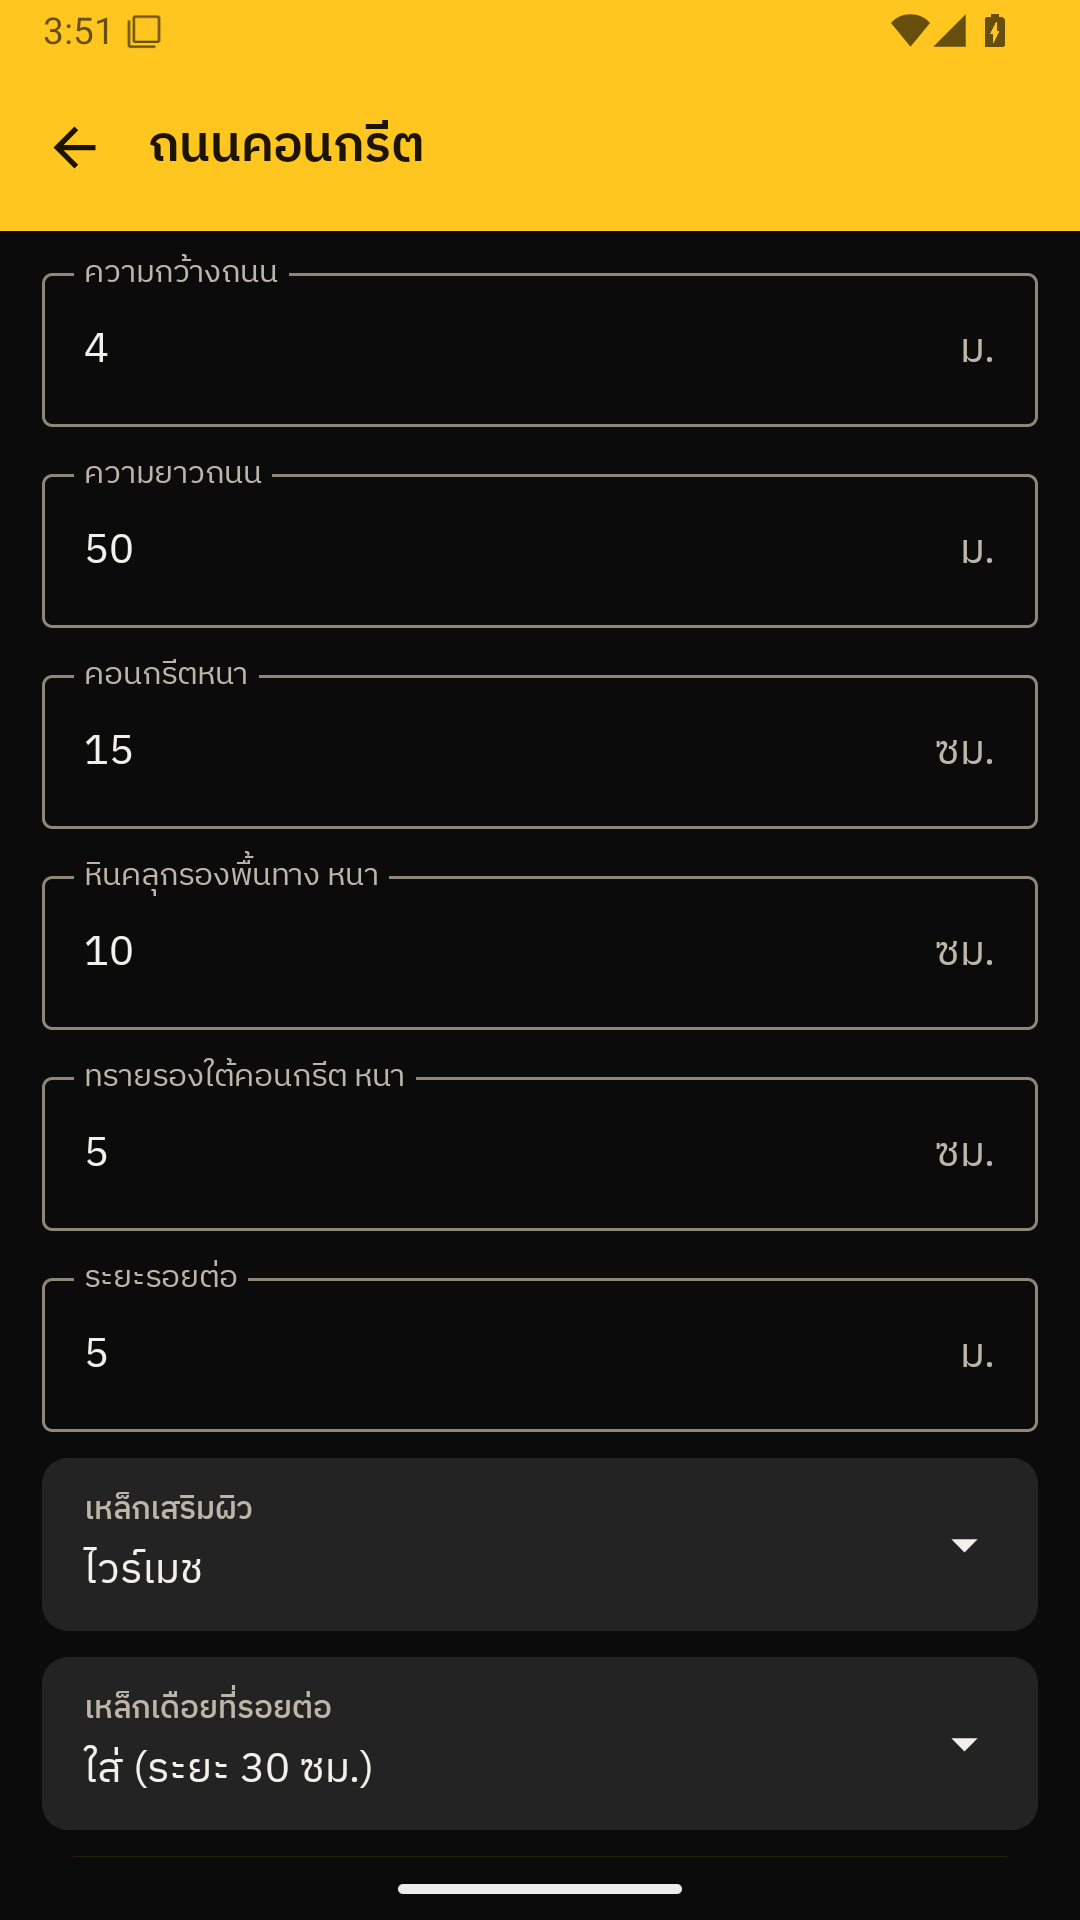 3:51
ถนนคอนกรีต
ความกว้างถนน
4 ม.
ความยาวถนน
50 ม.
คอนกรีตหนา
15 ซม.
หินคลุกรองพื้นทาง หนา
10 ซม.
ทรายรองใต้คอนกรีต หนา
5 ซม.
ระยะรอยต่อ
5 ม.
เหล็กเสริมผิว
ไวร์เมช
เหล็กเดือยที่รอยต่อ
ใส่ (ระยะ 30 ซม.)